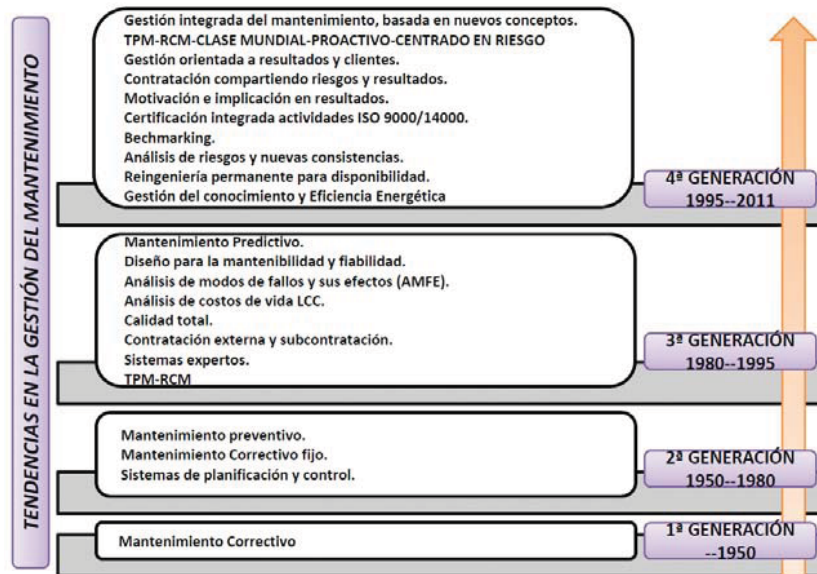 TENDENCIAS EN LA GESTIÓN DEL MANTENIMIENTO
Gestión integrada del mantenimiento, basada en nuevos conceptos.
TPM-RCM-CLASE MUNDIAL-PROACTIVO-CENTRADO EN RIESGO
Gestión orientada a resultados y clientes.
Contratación compartiendo riesgos y resultados.
Motivación e implicación en resultados.
Certificación integrada actividades ISO 9000/14000.
Bechmarking.
Análisis de riesgos y nuevas consistencias.
Reingeniería permanente para disponibilidad.
Gestión del conocimiento y Eficiencia Energética
4ª GENERACIÓN
1995--2011
Mantenimiento Predictivo.
Diseño para la mantenibilidad y fiabilidad.
Análisis de modos de fallos y sus efectos (AMFE).
Análisis de costos de vida LCC.
Calidad total.
Contratación externa y subcontratación.
Sistemas expertos.
TPM-RCM
3ª GENERACIÓN
1980--1995
Mantenimiento preventivo.
Mantenimiento Correctivo fijo.
Sistemas de planificación y control.
2ª GENERACIÓN
1950--1980
Mantenimiento Correctivo
1ª GENERACIÓN
--1950